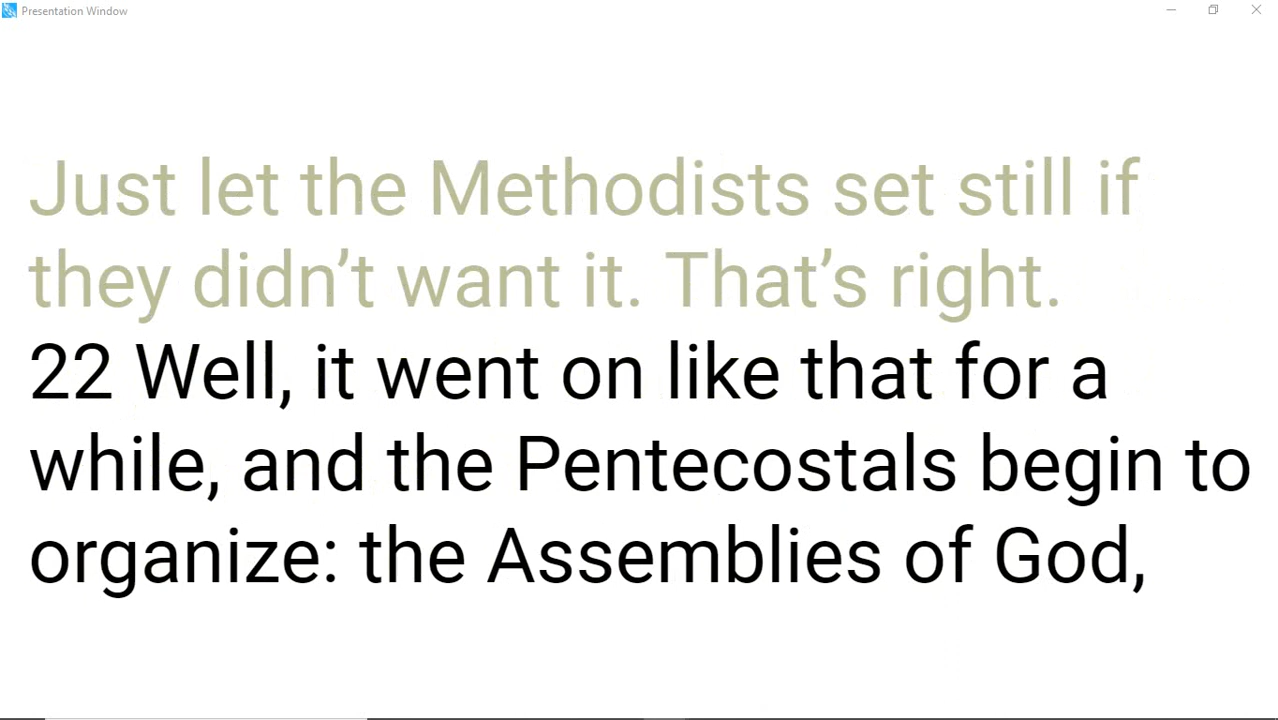 Presentation Window
Just let the Methodists set still if
they didn’t want it. That’s right.
22 Well, it went on like that for a
while, and the Pentecostals begin to
organize: the Assemblies of God,